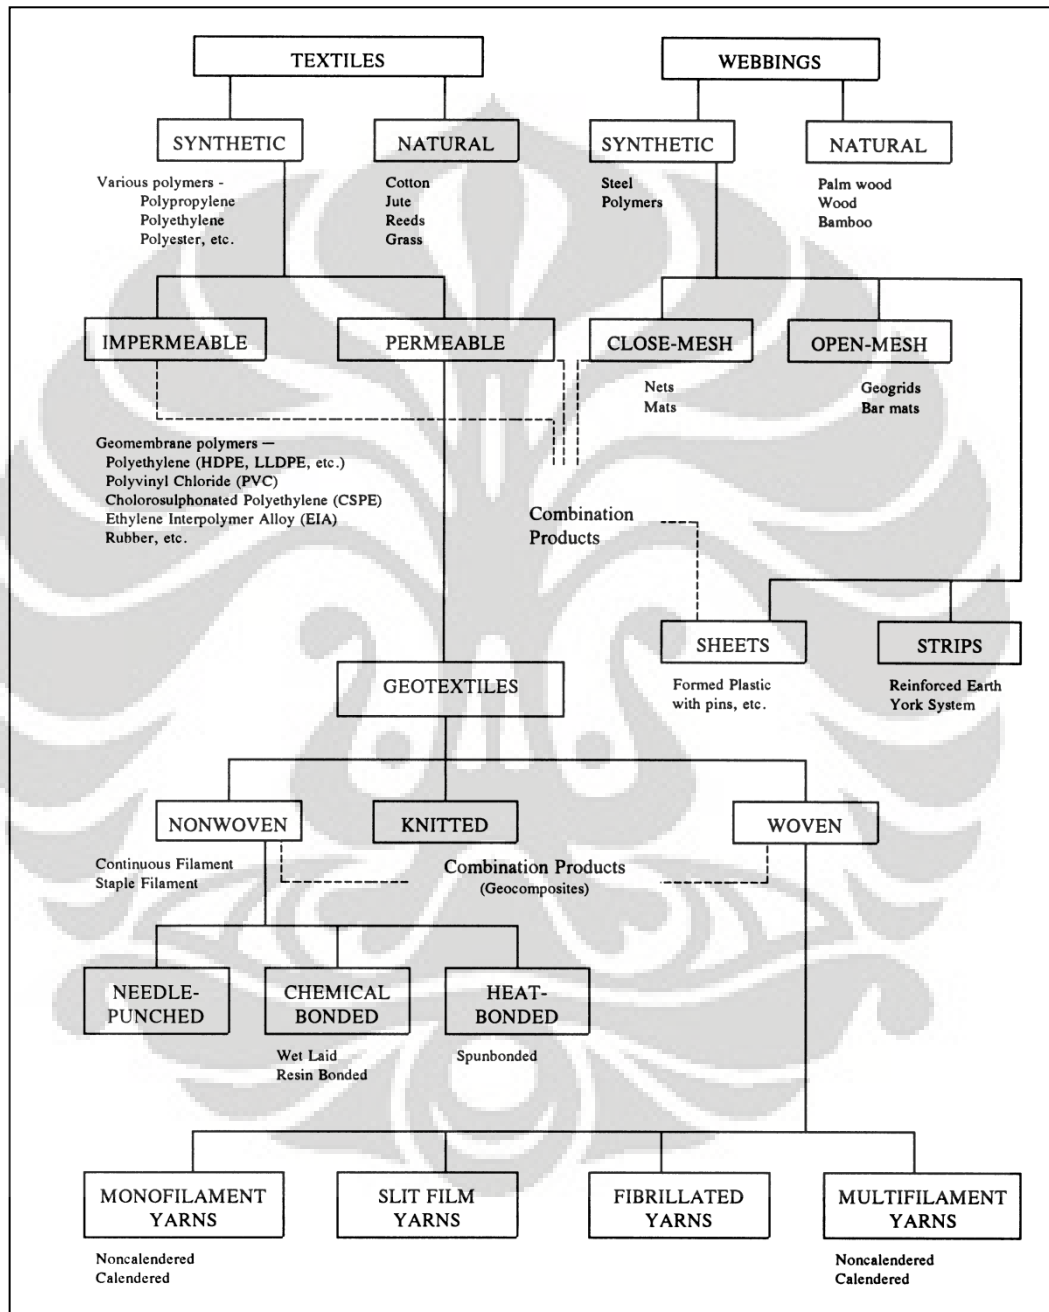 TEXTILES
WEBBINGS
SYNTHETIC
NATURAL
SYNTHETIC
NATURAL
Various polymers -
Polypropylene
Polyethylene
Polyester, etc.
Cotton
Jute
Reeds
Grass
Steel
Polymers
Palm wood
Wood
Bamboo
IMPERMEABLE
PERMEABLE
CLOSE-MESH
OPEN-MESH
Nets
Mats
Geogrids
Bar mats
Geomembrane polymers —
Polyethylene (HDPE, LLDPE, etc.)
Polyvinyl Chloride (PVC)
Cholorosulphonated Polyethylene (CSPE)
Ethylene Interpolymer Alloy (EIA)
Rubber, etc.
Combination
Products
SHEETS
STRIPS
Formed Plastic
with pins, etc.
Reinforced Earth
York System
GEOTEXTILES
NONWOVEN
KNITTED
WOVEN
Continuous Filament
Staple Filament
Combination Products
(Geocomposites)
NEEDLE-
PUNCHED
CHEMICAL
BONDED
HEAT-
BONDED
Wet Laid
Resin Bonded
Spunbonded
MONOFILAMENT
YARNS
SLIT FILM
YARNS
FIBRILLATED
YARNS
MULTIFILAMENT
YARNS
Noncalendered
Calendered
Noncalendered
Calendered